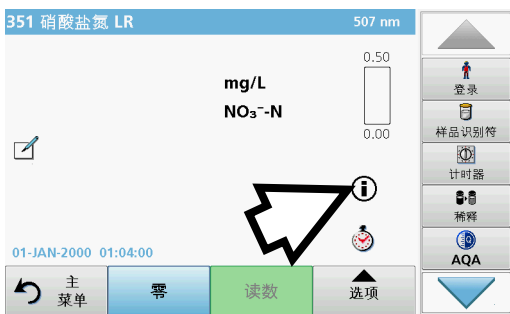 351 硝酸盐氮 LR 507 nm
0.50
mg/L
NO₃⁻-N
0.00
01-JAN-2000 01:04:00
主
菜单
零
读数
选项
登录
样品识别符
计时器
稀释
AQA